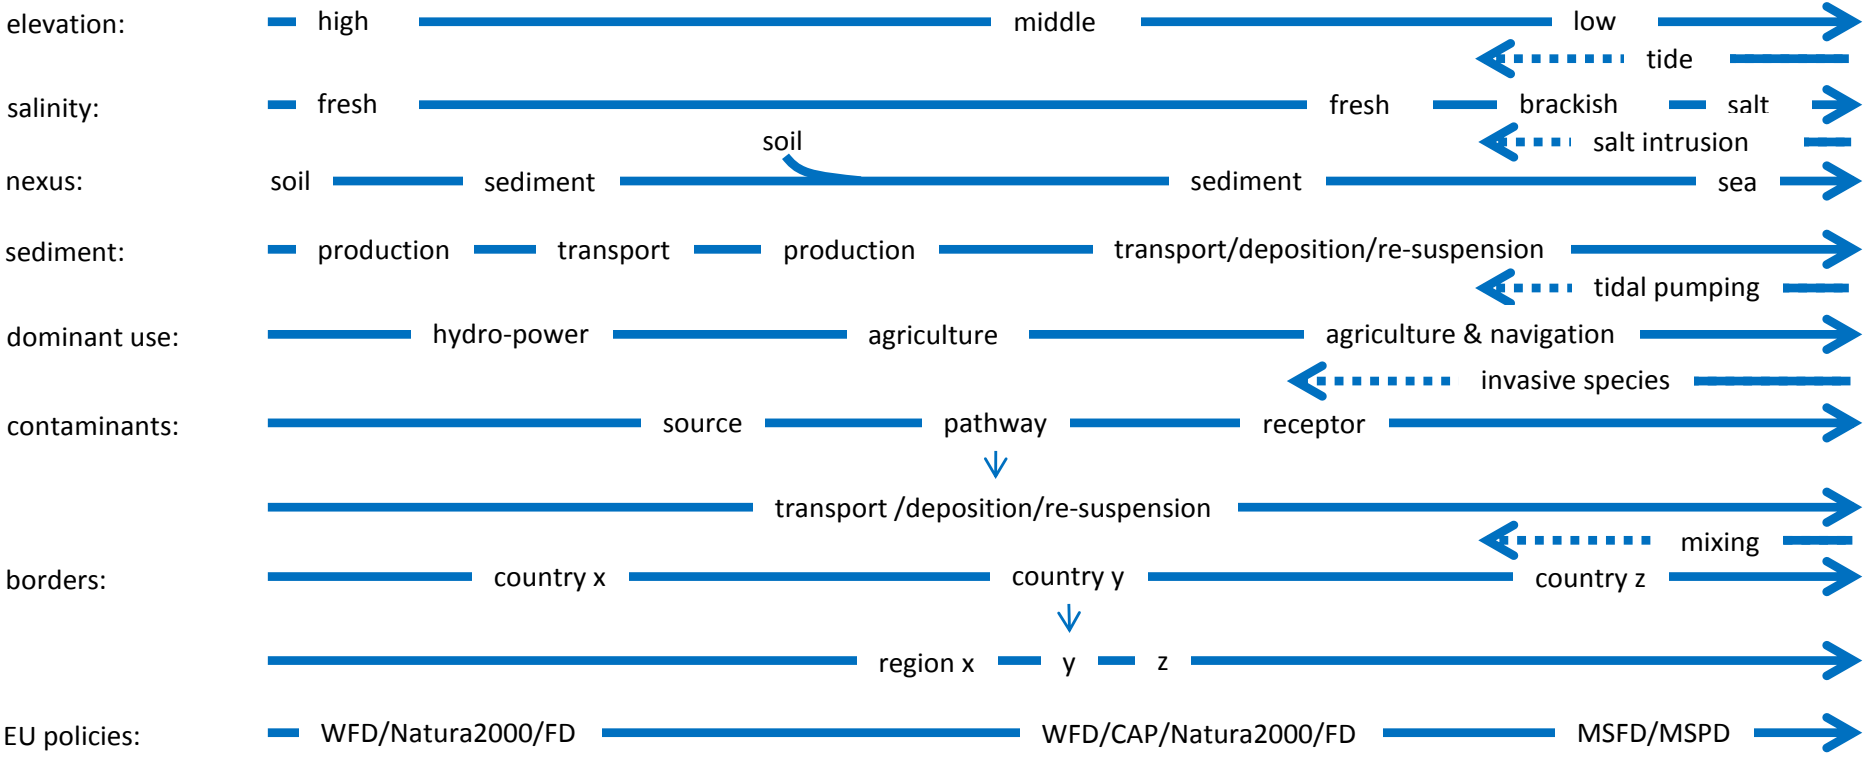 elevation: high middle low
tide
salinity: fresh fresh brackish salt
soil salt intrusion
nexus: soil sediment sediment sea
sediment: production transport production transport/deposition/re-suspension
tidal pumping
dominant use: hydro-power agriculture agriculture & navigation
invasive species
contaminants: source pathway receptor
transport /deposition/re-suspension
mixing
borders: country x country y country z
region x y z
EU policies: WFD/Natura2000/FD WFD/CAP/Natura2000/FD MSFD/MSPD